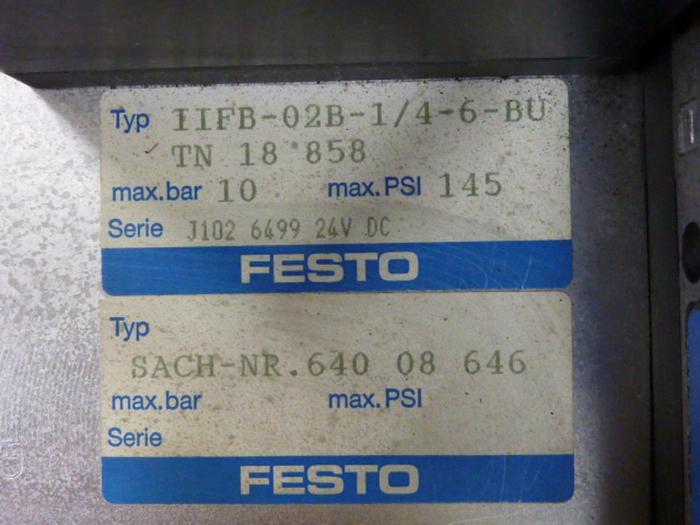 Typ IIFB-02B-1/4-6-BU
TN 18 858
max.bar 10 max.PSI 145
Serie J102 6499 24V DC
FESTO
Typ
SACH-NR.640 08 646
max.bar max.PSI
Serie
FESTO